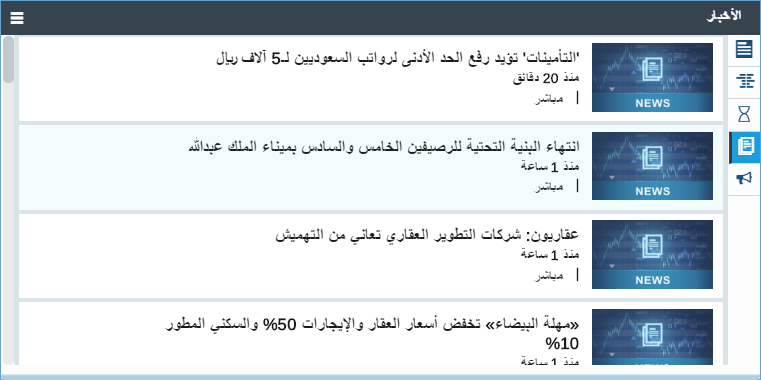 الأخبار
'التأمينات' تؤيد رفع الحد الأدنى لرواتب السعوديين لـ5 آلاف ريال
منذ 20 دقائق
| مباشر
NEWS
انتهاء البنية التحتية للرصيفين الخامس والسادس بميناء الملك عبدالله
منذ 1 ساعة
| مباشر
NEWS
عقاريون: شركات التطوير العقاري تعاني من التهميش
منذ 1 ساعة
| مباشر
NEWS
«مهلة البيضاء» تخفض أسعار العقار والإيجارات 50% والسكني المطور
10%
منذ 1 ساعة
NEWS